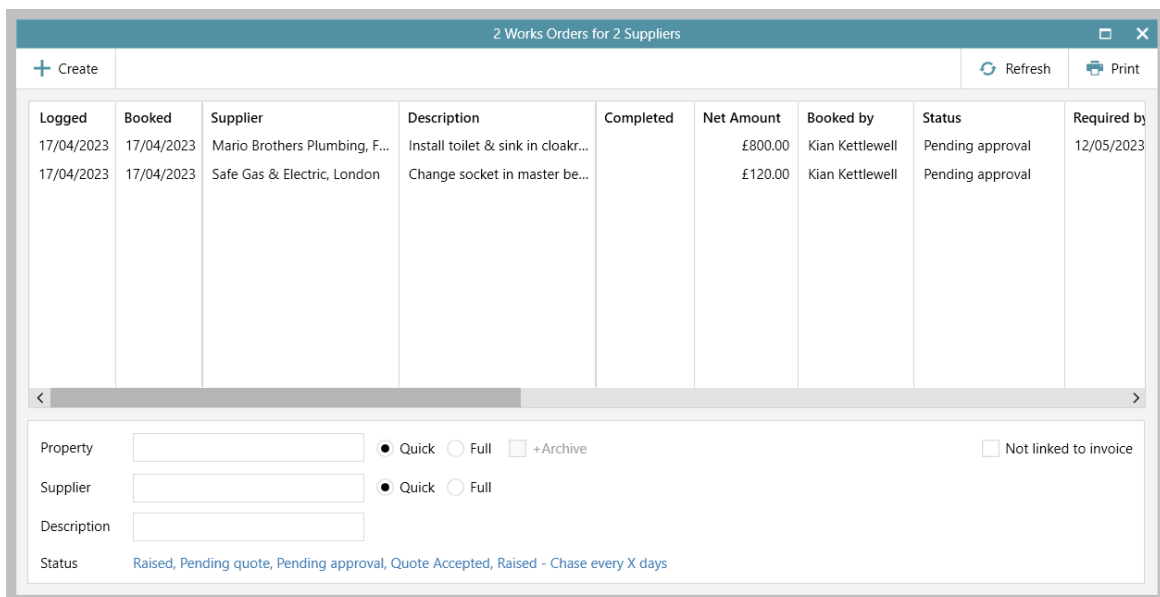 2 Works Orders for 2 Suppliers
Create Refresh Print
Logged Booked Supplier Description Completed Net Amount Booked by Status Required by
17/04/2023 17/04/2023 Mario Brothers Plumbing, F... Install toilet & sink in cloakr... £800.00 Kian Kettlewell Pending approval 12/05/2023
17/04/2023 17/04/2023 Safe Gas & Electric, London Change socket in master be... £120.00 Kian Kettlewell Pending approval
Property Quick Full +Archive Not linked to invoice
Supplier Quick Full
Description
Status Raised, Pending quote, Pending approval, Quote Accepted, Raised - Chase every X days